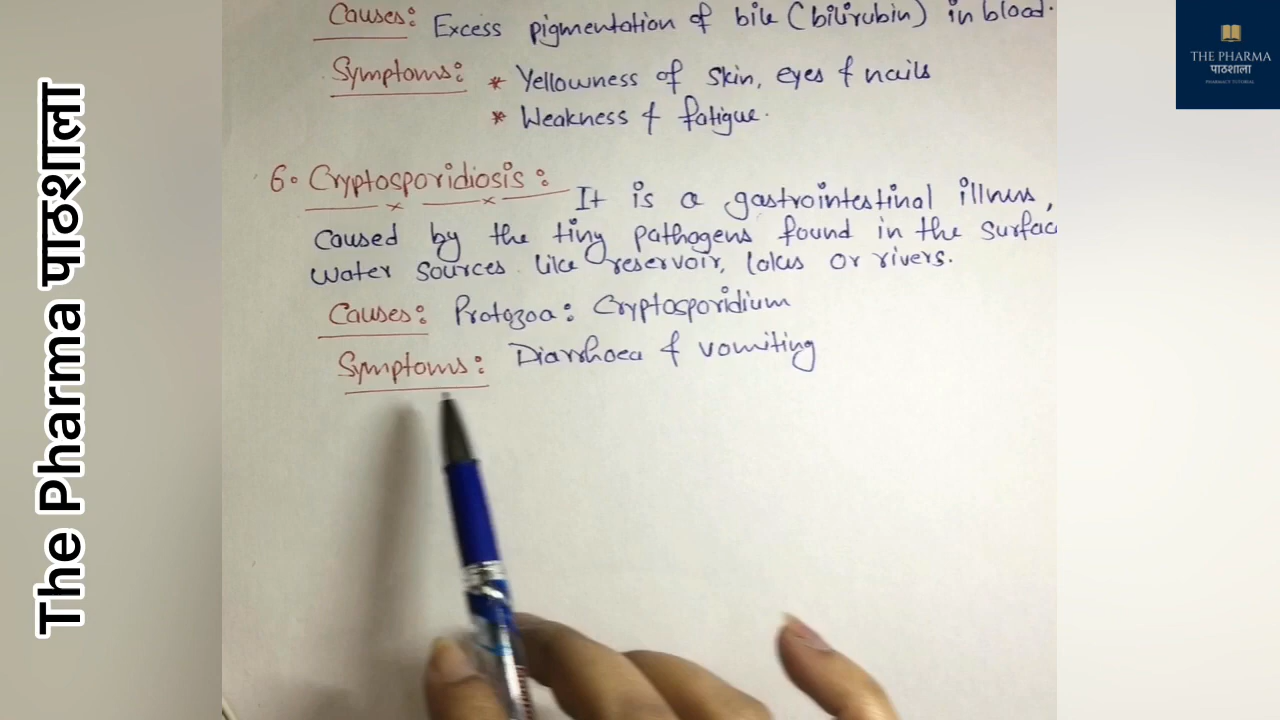 Causes: Excess pigmentation of bile (bilirubin) in blood.
Symptoms: * Yellowness of skin, eyes & nails
* Weakness & fatigue.
6. Cryptosporidiosis: It is a gastrointestinal illness,
caused by the tiny pathogens found in the surfac
water sources like reservoir, lakes or rivers.
Causes: Protozoa: Cryptosporidium
Symptoms: Diarrhoea & vomiting
The Pharma पाठशाला
THE PHARMA
पाठशाला
PHARMACY TUTORIAL